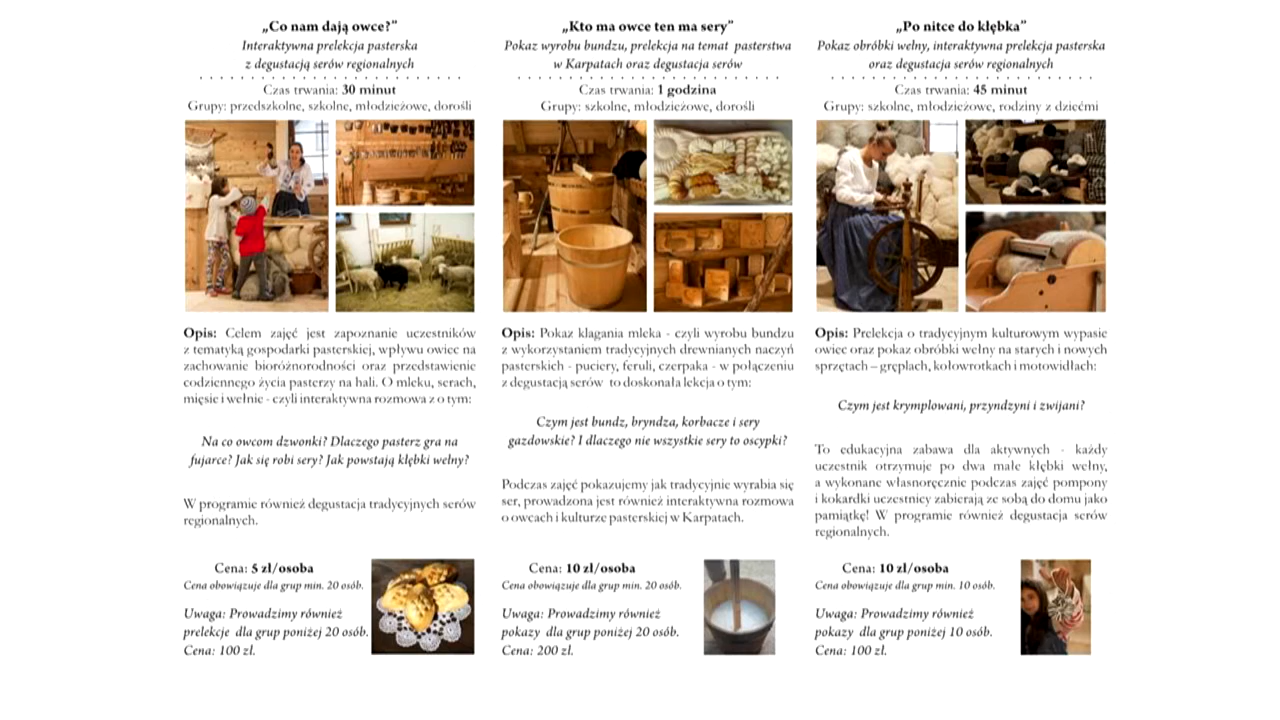 „Co nam dają owce?”
Interaktywna prelekcja pasterska
z degustacją serów regionalnych
Czas trwania: 30 minut
Grupy: przedszkolne, szkolne, młodzieżowe, dorośli
Opis: Celem zajęć jest zapoznanie uczestników
z tematyką gospodarki pasterskiej, wpływu owiec na
zachowanie bioróżnorodności oraz przedstawienie
codziennego życia pasterzy na hali. O mleku, serach,
mięsie i wełnie - czyli interaktywna rozmowa z o tym:
Na co owcom dzwonki? Dlaczego pasterz gra na
fujarce? Jak się robi sery? Jak powstają kłębki wełny?
W programie również degustacja tradycyjnych serów
regionalnych.
Cena: 5 zł/osoba
Cena obowiązuje dla grup min. 20 osób.
Uwaga: Prowadzimy również
prelekcje dla grup poniżej 20 osób.
Cena: 100 zł.
„Kto ma owce ten ma sery”
Pokaz wyrobu bundzu, prelekcja na temat pasterstwa
w Karpatach oraz degustacja serów
Czas trwania: 1 godzina
Grupy: szkolne, młodzieżowe, dorośli
Opis: Pokaz klagania mleka - czyli wyrobu bundzu
z wykorzystaniem tradycyjnych drewnianych naczyń
pasterskich - puciery, feruli, czerpaka - w połączeniu
z degustacją serów to doskonała lekcja o tym:
Czym jest bundz, bryndza, korbacze i sery
gazdowskie? I dlaczego nie wszystkie sery to oscypki?
Podczas zajęć pokazujemy jak tradycyjnie wyrabia się
ser, prowadzona jest również interaktywna rozmowa
o owcach i kulturze pasterskiej w Karpatach.
Cena: 10 zł/osoba
Cena obowiązuje dla grup min. 20 osób.
Uwaga: Prowadzimy również
pokazy dla grup poniżej 20 osób.
Cena: 200 zł.
„Po nitce do kłębka”
Pokaz obróbki wełny, interaktywna prelekcja pasterska
oraz degustacja serów regionalnych
Czas trwania: 45 minut
Grupy: szkolne, młodzieżowe, rodziny z dziećmi
Opis: Prelekcja o tradycyjnym kulturowym wypasie
owiec oraz pokaz obróbki wełny na starych i nowych
sprzętach – gręplach, kołowrotkach i motowidłach:
Czym jest krymplowani, przyndzyni i zwijani?
To edukacyjna zabawa dla aktywnych - każdy
uczestnik otrzymuje po dwa małe kłębki wełny,
a wykonane własnoręcznie podczas zajęć pompony
i kokardki uczestnicy zabierają ze sobą do domu jako
pamiątkę! W programie również degustacja serów
regionalnych.
Cena: 10 zł/osoba
Cena obowiązuje dla grup min. 10 osób.
Uwaga: Prowadzimy również
pokazy dla grup poniżej 10 osób.
Cena: 100 zł.